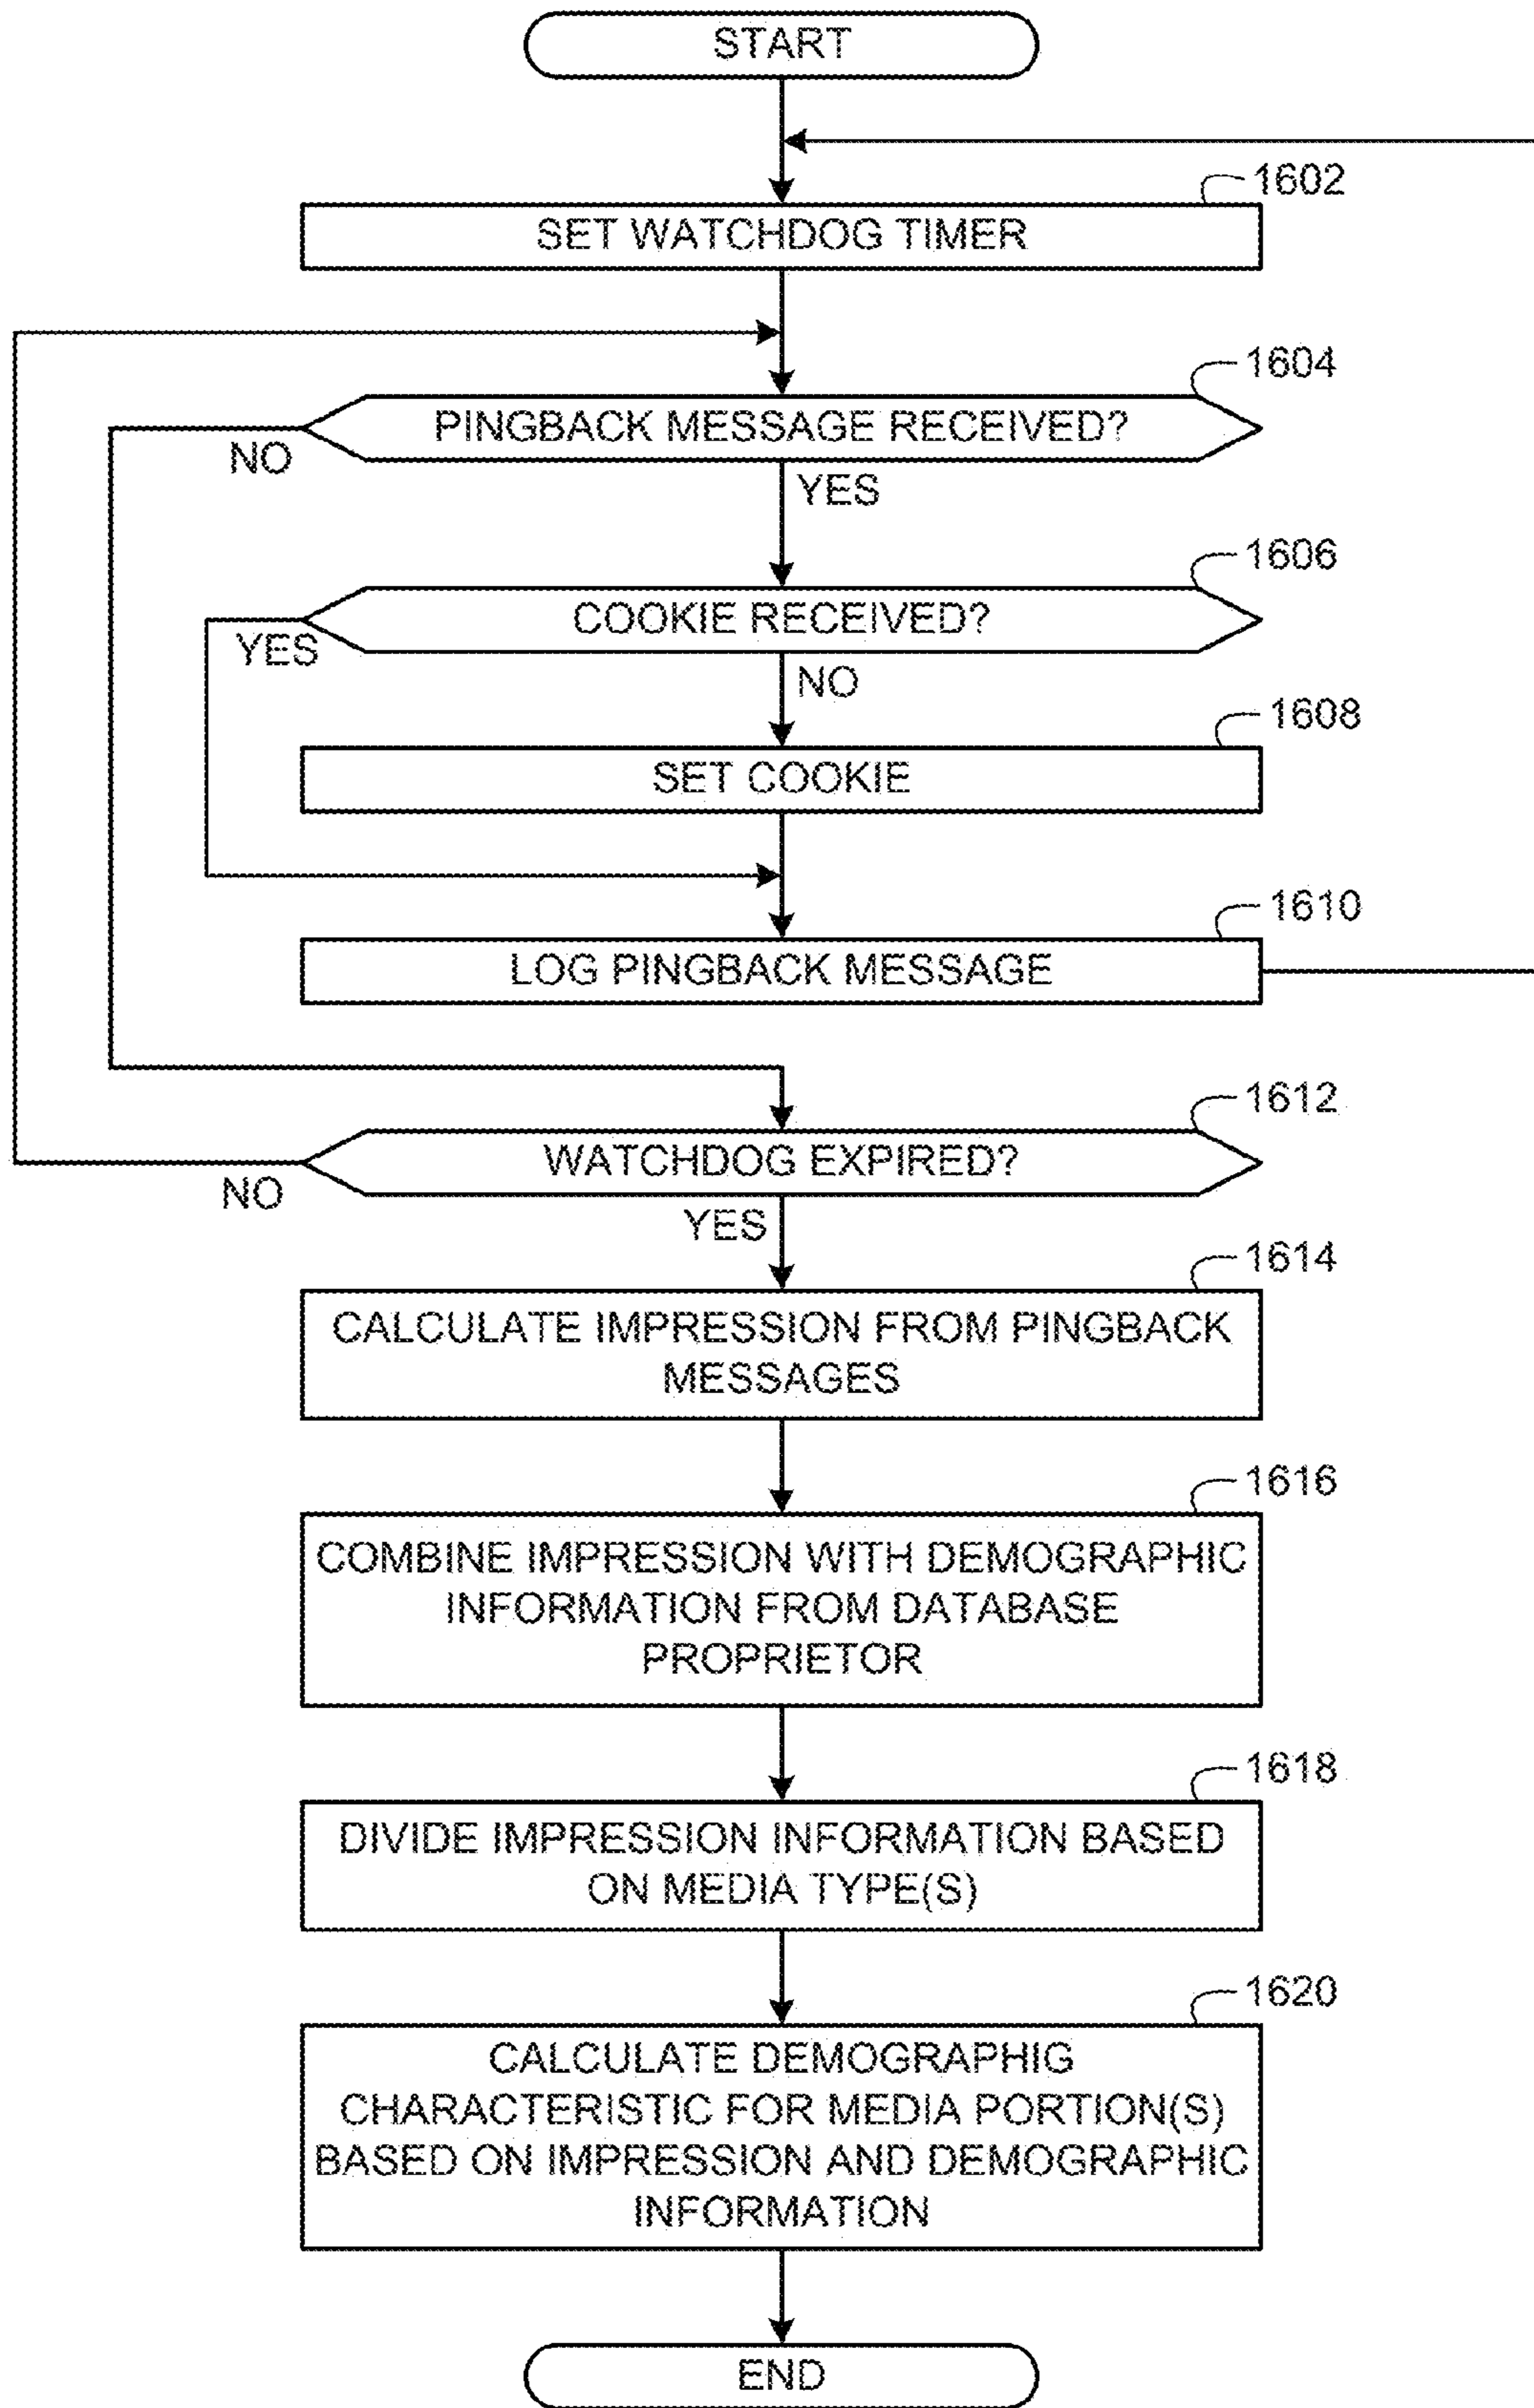 START
1602
SET WATCHDOG TIMER
1604
PINGBACK MESSAGE RECEIVED?
NO
YES
1606
COOKIE RECEIVED?
YES
NO
1608
SET COOKIE
1610
LOG PINGBACK MESSAGE
1612
WATCHDOG EXPIRED?
NO
YES
1614
CALCULATE IMPRESSION FROM PINGBACK
MESSAGES
1616
COMBINE IMPRESSION WITH DEMOGRAPHIC
INFORMATION FROM DATABASE
PROPRIETOR
1618
DIVIDE IMPRESSION INFORMATION BASED
ON MEDIA TYPE(S)
1620
CALCULATE DEMOGRAPHIG
CHARACTERISTIC FOR MEDIA PORTION(S)
BASED ON IMPRESSION AND DEMOGRAPHIC
INFORMATION
END